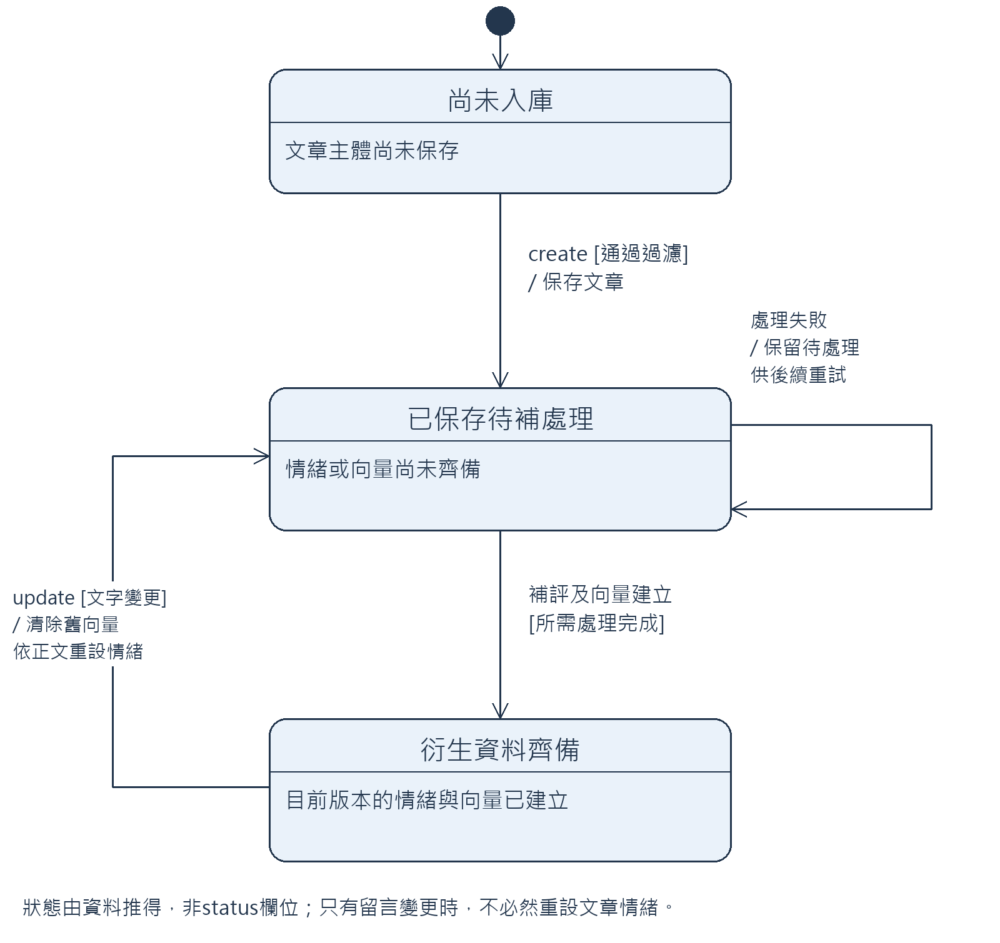 尚未入庫
文章主體尚未保存
create [通過過濾]
/ 保存文章
處理失敗
/ 保留待處理
供後續重試
已保存待補處理
情緒或向量尚未齊備
update [文字變更]
/ 清除舊向量
依正文重設情緒
補評及向量建立
[所需處理完成]
衍生資料齊備
目前版本的情緒與向量已建立
狀態由資料推得，非status欄位；只有留言變更時，不必然重設文章情緒。